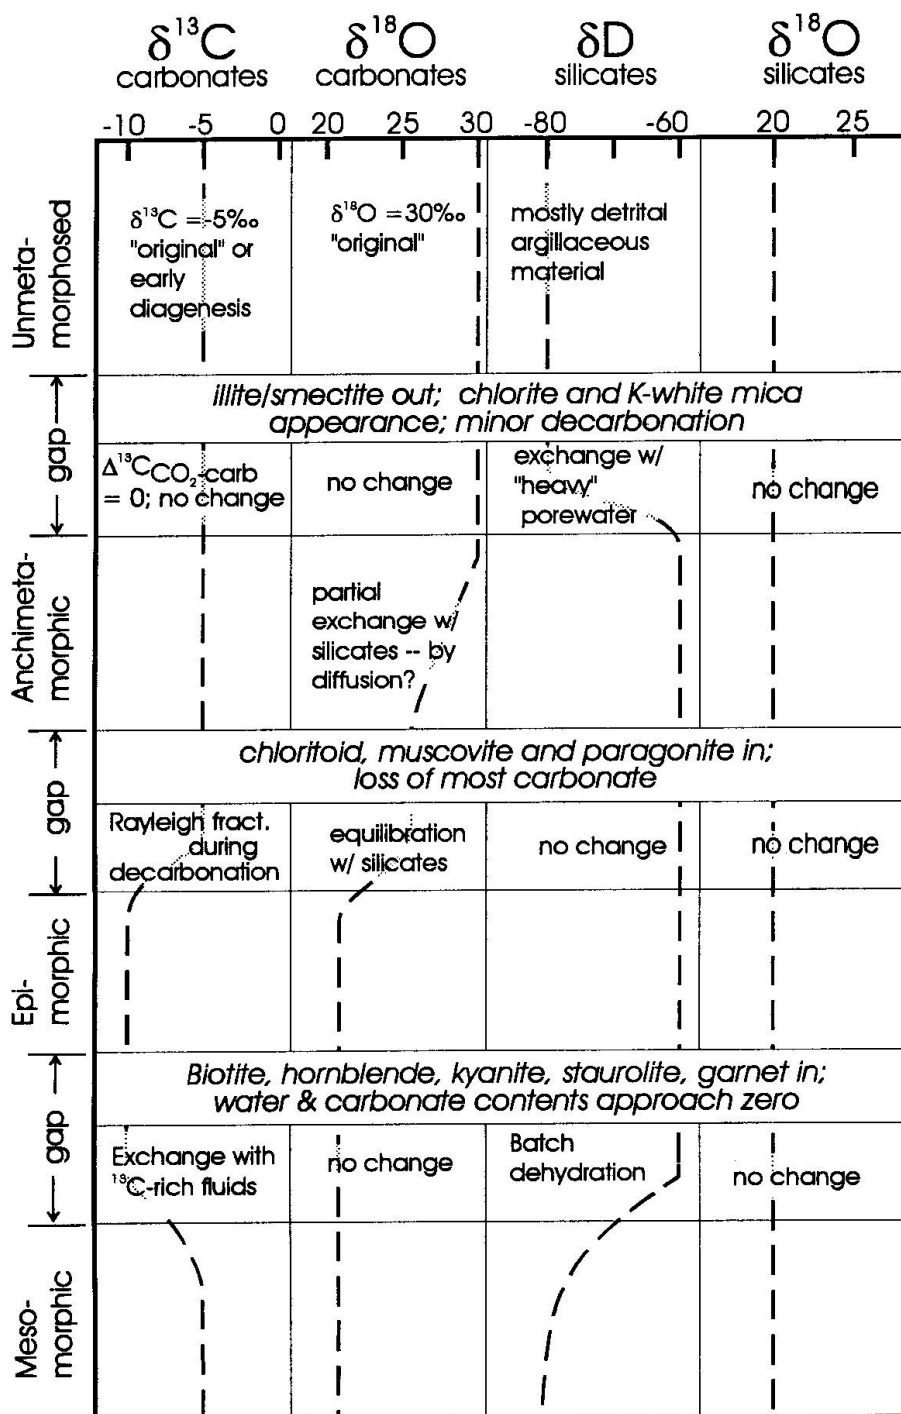 δ¹³C δ¹⁸O δD δ¹⁸O
carbonates carbonates silicates silicates
-10 -5 0 20 25 30 -80 -60 20 25
Unmeta-
morphosed
δ¹³C = -5‰
"original" or
early
diagenesis
δ¹⁸O = 30‰
"original"
mostly detrital
argillaceous
material
gap
illite/smectite out; chlorite and K-white mica
appearance; minor decarbonation
Δ¹³C CO₂-carb
= 0; no change
no change
exchange w/
"heavy"
porewater
no change
Anchimeta-
morphic
partial
exchange w/
silicates -- by
diffusion?
gap
chloritoid, muscovite and paragonite in;
loss of most carbonate
Rayleigh fract.
during
decarbonation
equilibration
w/ silicates
no change
no change
Epi-
morphic
gap
Biotite, hornblende, kyanite, staurolite, garnet in;
water & carbonate contents approach zero
Exchange with
¹³C-rich fluids
no change
Batch
dehydration
no change
Meso-
morphic